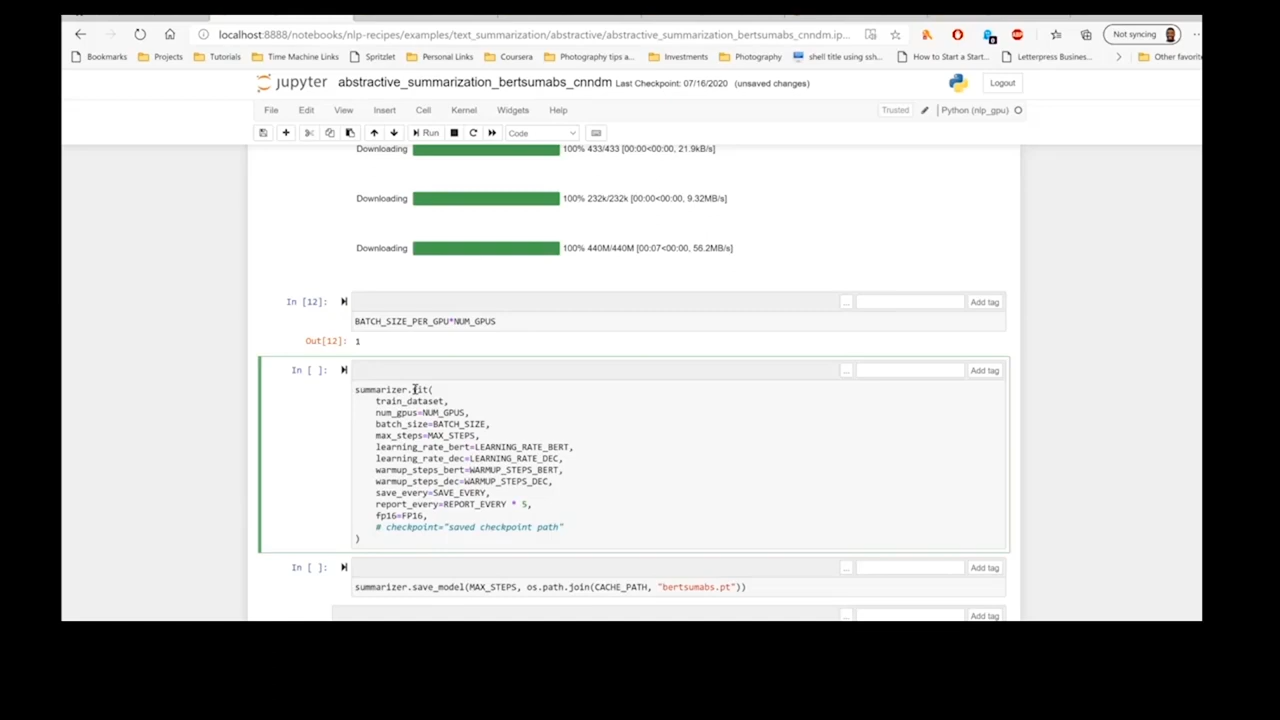 localhost:8888/notebooks/nlp-recipes/examples/text_summarization/abstractive/abstractive_summarization_bertsumabs_cnndm.ip...
Not syncing
Bookmarks Projects Tutorials Time Machine Links Spritzlet Personal Links Coursera Photography tips a... Investments Photography shell title using ssh... How to Start a Start... Letterpress Busines... Other favorite
jupyter abstractive_summarization_bertsumabs_cnndm Last Checkpoint: 07/16/2020 (unsaved changes) Logout
File Edit View Insert Cell Kernel Widgets Help Trusted Python (nlp_gpu)
Run Code
Downloading 100% 433/433 [00:00<00:00, 21.9kB/s]
Downloading 100% 232k/232k [00:00<00:00, 9.32MB/s]
Downloading 100% 440M/440M [00:07<00:00, 56.2MB/s]
In [12]: ... Add tag
BATCH_SIZE_PER_GPU*NUM_GPUS
Out[12]: 1
In [ ]: ... Add tag
summarizer.fit(
train_dataset,
num_gpus=NUM_GPUS,
batch_size=BATCH_SIZE,
max_steps=MAX_STEPS,
learning_rate_bert=LEARNING_RATE_BERT,
learning_rate_dec=LEARNING_RATE_DEC,
warmup_steps_bert=WARMUP_STEPS_BERT,
warmup_steps_dec=WARMUP_STEPS_DEC,
save_every=SAVE_EVERY,
report_every=REPORT_EVERY * 5,
fp16=FP16,
# checkpoint="saved checkpoint path"
)
In [ ]: ... Add tag
summarizer.save_model(MAX_STEPS, os.path.join(CACHE_PATH, "bertsumabs.pt"))
... Add tag